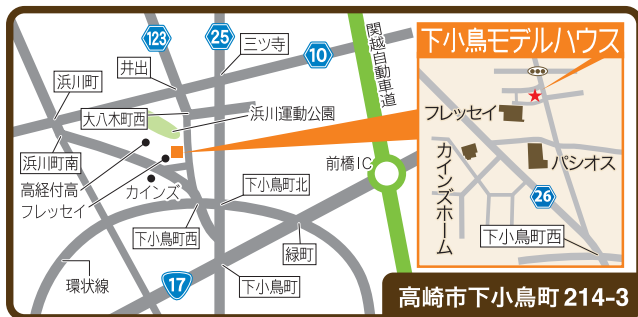 123
25
三ツ寺
10
関越自動車道
井出
浜川町
大八木町西
浜川運動公園
浜川町南
高経付高
フレッセイ
カインズ
前橋IC
下小鳥町北
下小鳥町西
緑町
環状線
17
下小鳥町
下小鳥モデルハウス
フレッセイ
カインズホーム
パシオス
26
下小鳥町西
高崎市下小鳥町214-3